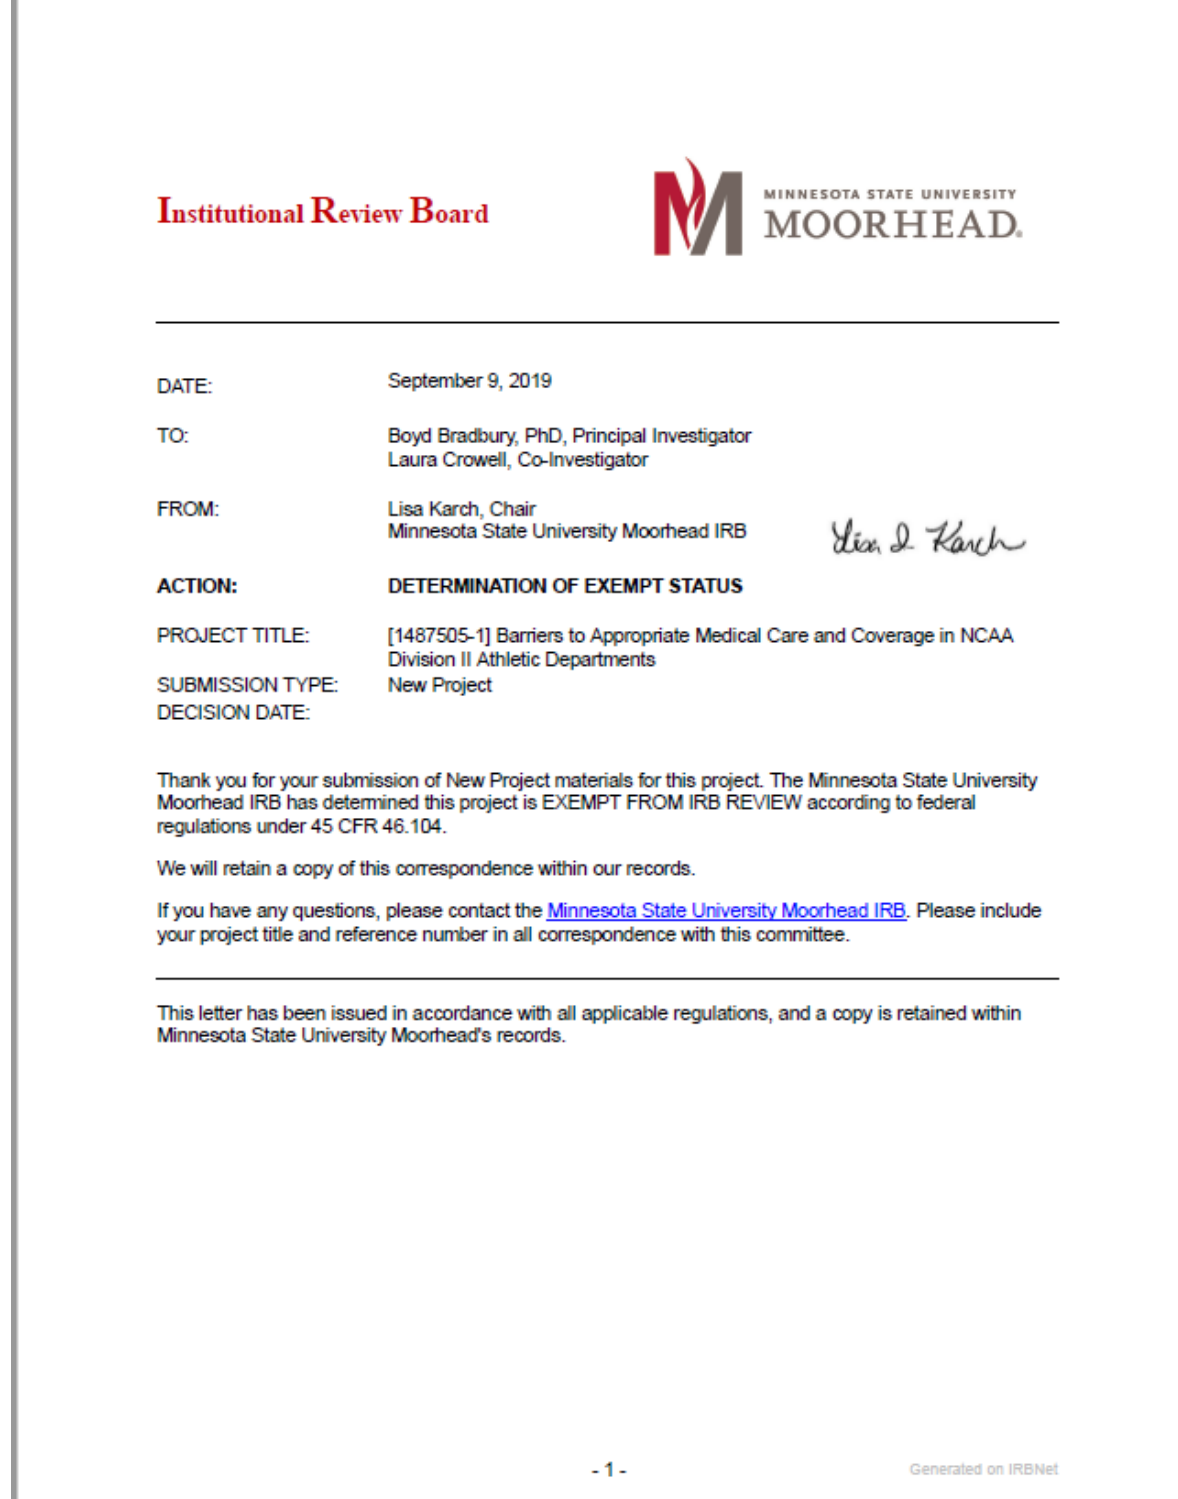 Institutional Review Board
MINNESOTA STATE UNIVERSITY
MOORHEAD®
DATE: September 9, 2019
TO: Boyd Bradbury, PhD, Principal Investigator
Laura Crowell, Co-Investigator
FROM: Lisa Karch, Chair
Minnesota State University Moorhead IRB
Lisa I Karch
ACTION: DETERMINATION OF EXEMPT STATUS
PROJECT TITLE: [1487505-1] Barriers to Appropriate Medical Care and Coverage in NCAA
Division II Athletic Departments
SUBMISSION TYPE: New Project
DECISION DATE:
Thank you for your submission of New Project materials for this project. The Minnesota State University
Moorhead IRB has determined this project is EXEMPT FROM IRB REVIEW according to federal
regulations under 45 CFR 46.104.
We will retain a copy of this correspondence within our records.
If you have any questions, please contact the Minnesota State University Moorhead IRB. Please include
your project title and reference number in all correspondence with this committee.
This letter has been issued in accordance with all applicable regulations, and a copy is retained within
Minnesota State University Moorhead's records.
- 1 -
Generated on IRBNet